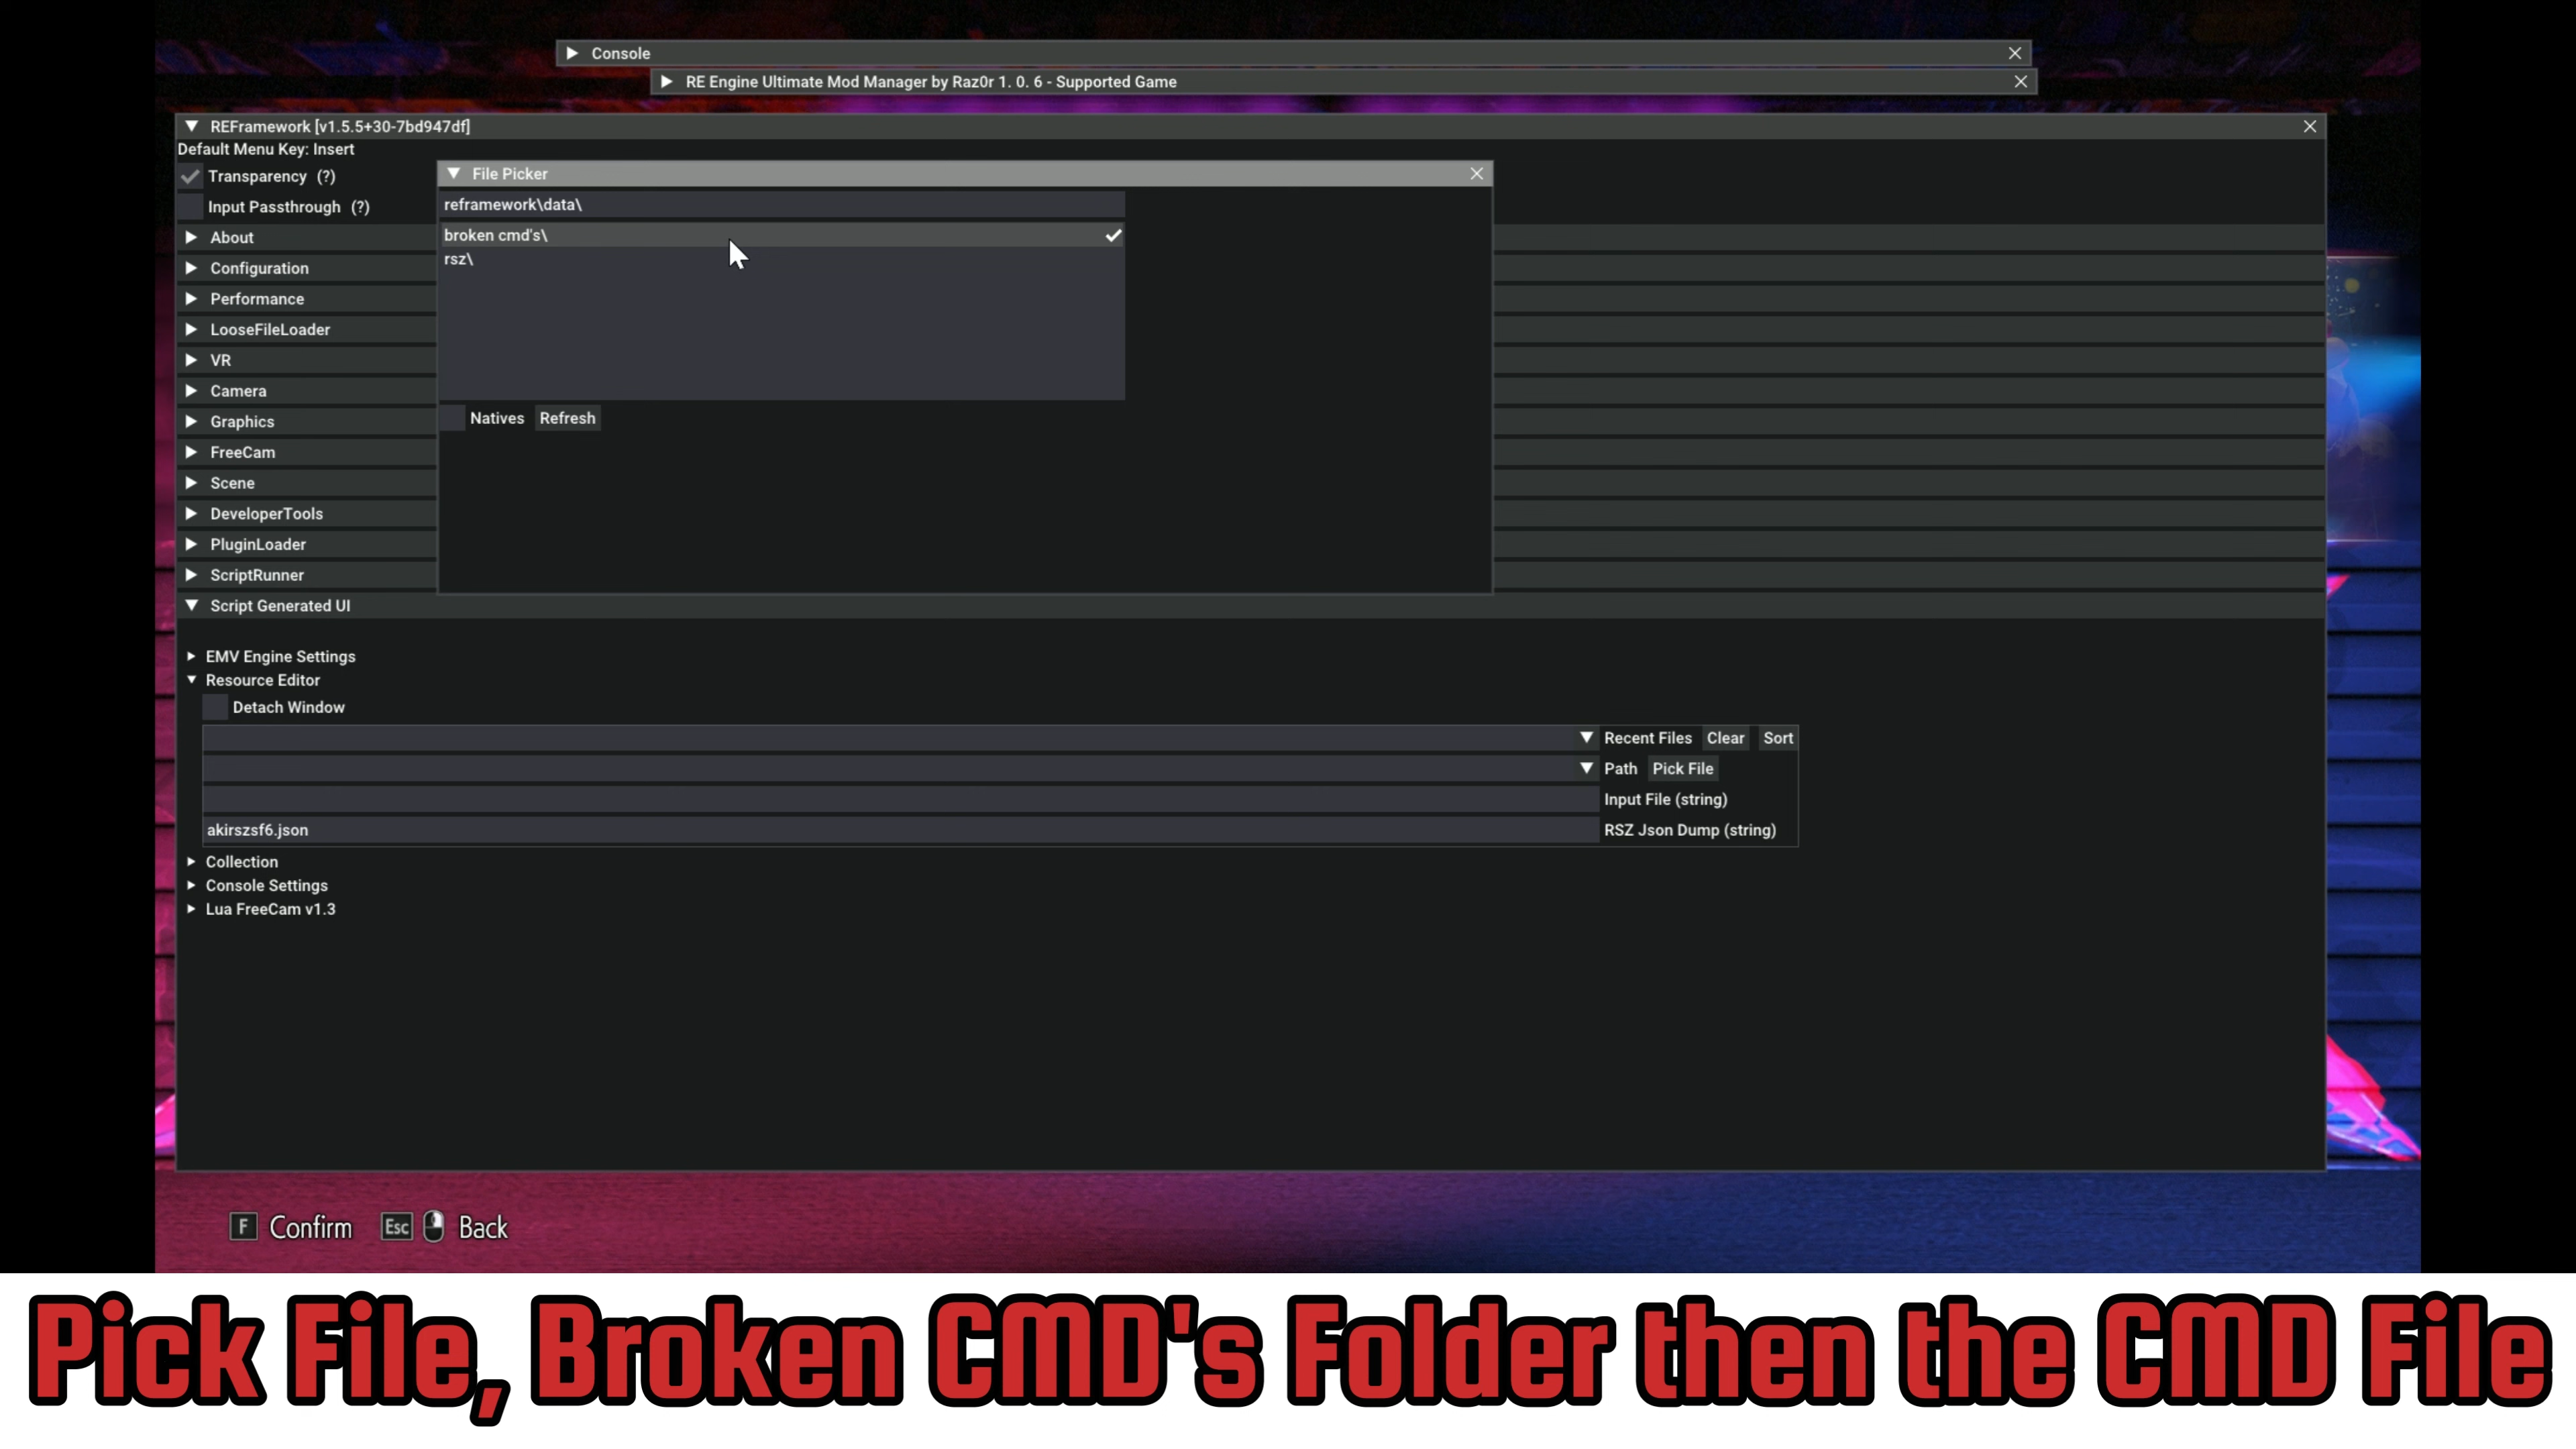 Console
RE Engine Ultimate Mod Manager by Raz0r 1. 0. 6 - Supported Game
REFramework [v1.5.5+30-7bd947df]
Default Menu Key: Insert
Transparency (?)
Input Passthrough (?)
File Picker
reframework\data\
broken cmd's\
rsz\
Natives Refresh
About
Configuration
Performance
LooseFileLoader
VR
Camera
Graphics
FreeCam
Scene
DeveloperTools
PluginLoader
ScriptRunner
Script Generated UI
EMV Engine Settings
Resource Editor
Detach Window
Recent Files Clear Sort
Path Pick File
Input File (string)
akirszsf6.json RSZ Json Dump (string)
Collection
Console Settings
Lua FreeCam v1.3
F Confirm Esc Back
Pick File, Broken CMD's Folder then the CMD File